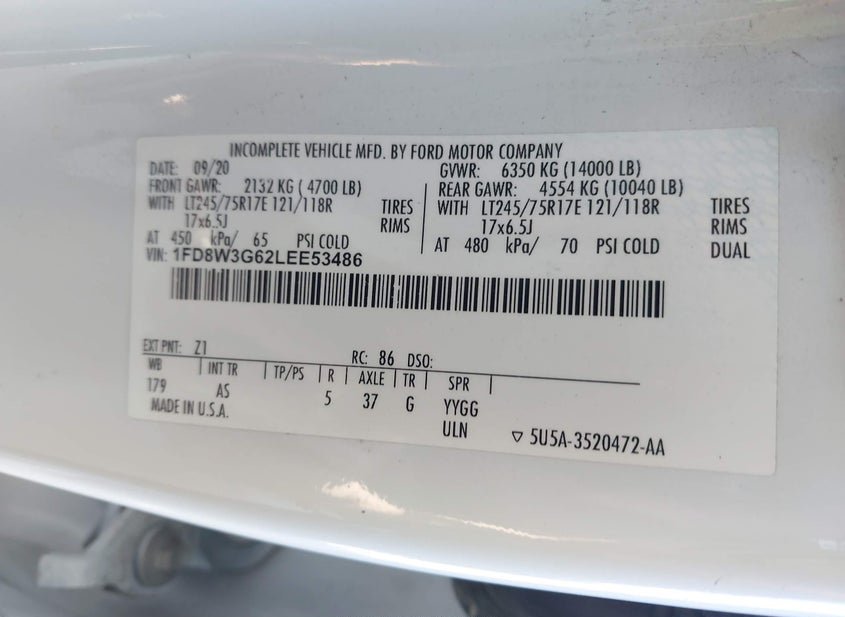 INCOMPLETE VEHICLE MFD. BY FORD MOTOR COMPANY
DATE: 09/20 GVWR: 6350 KG (14000 LB)
FRONT GAWR: 2132 KG ( 4700 LB) REAR GAWR: 4554 KG (10040 LB)
WITH LT245/75R17E 121/118R TIRES WITH LT245/75R17E 121/118R TIRES
17x6.5J RIMS 17x6.5J RIMS
AT 450 kPa/ 65 PSI COLD AT 480 kPa/ 70 PSI COLD DUAL
VIN: 1FD8W3G62LEE53486
EXT PNT: Z1 RC: 86 DSO:
WB INT TR TP/PS R AXLE TR SPR
179 AS 5 37 G YYGG
MADE IN U.S.A. ULN ▽ 5U5A-3520472-AA